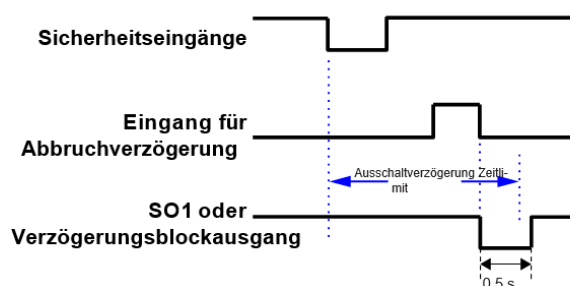 Sicherheitseingänge
Eingang für
Abbruchverzögerung
Ausschaltverzögerung Zeitli-
mit
SO1 oder
Verzögerungsblockausgang
0,5 s